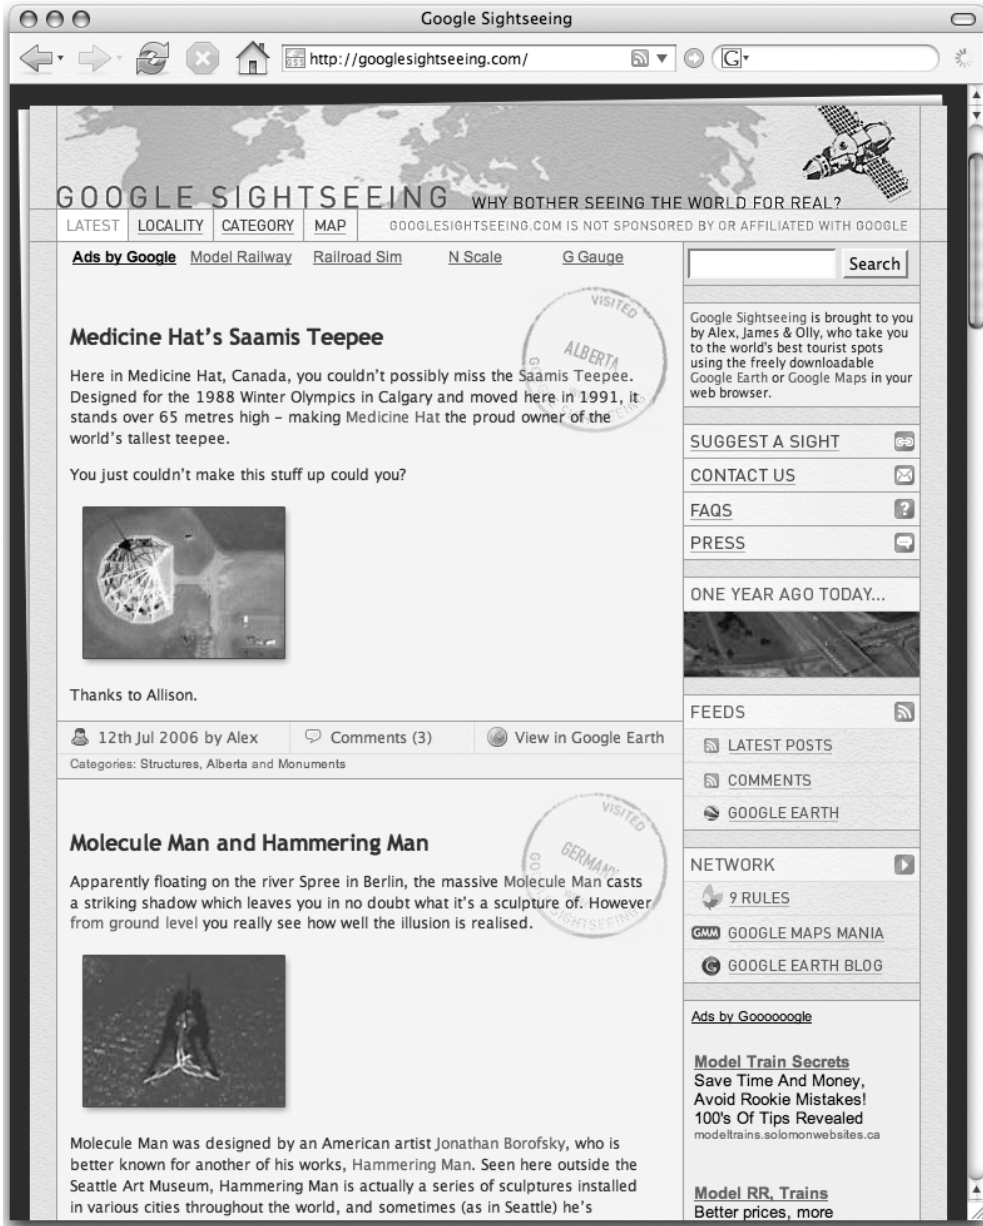 Google Sightseeing
http://googlesightseeing.com/
G
GOOGLE SIGHTSEEING WHY BOTHER SEEING THE WORLD FOR REAL?
LATEST LOCALITY CATEGORY MAP GOOGLESIGHTSEEING.COM IS NOT SPONSORED BY OR AFFILIATED WITH GOOGLE
Ads by Google Model Railway Railroad Sim N Scale G Gauge
VISITED
ALBERTA
GOOGLE SIGHTSEEING
Medicine Hat's Saamis Teepee
Here in Medicine Hat, Canada, you couldn't possibly miss the Saamis Teepee.
Designed for the 1988 Winter Olympics in Calgary and moved here in 1991, it
stands over 65 metres high – making Medicine Hat the proud owner of the
world's tallest teepee.
You just couldn't make this stuff up could you?
Thanks to Allison.
12th Jul 2006 by Alex Comments (3) View in Google Earth
Categories: Structures, Alberta and Monuments
VISITED
GERMANY
GOOGLE SIGHTSEEING
Molecule Man and Hammering Man
Apparently floating on the river Spree in Berlin, the massive Molecule Man casts
a striking shadow which leaves you in no doubt what it's a sculpture of. However
from ground level you really see how well the illusion is realised.
Molecule Man was designed by an American artist Jonathan Borofsky, who is
better known for another of his works, Hammering Man. Seen here outside the
Seattle Art Museum, Hammering Man is actually a series of sculptures installed
in various cities throughout the world, and sometimes (as in Seattle) he's
Search
Google Sightseeing is brought to you
by Alex, James & Olly, who take you
to the world's best tourist spots
using the freely downloadable
Google Earth or Google Maps in your
web browser.
SUGGEST A SIGHT
CONTACT US
FAQS
?
PRESS
ONE YEAR AGO TODAY...
FEEDS
LATEST POSTS
COMMENTS
GOOGLE EARTH
NETWORK
9 RULES
GMM GOOGLE MAPS MANIA
GOOGLE EARTH BLOG
Ads by Goooooogle
Model Train Secrets
Save Time And Money,
Avoid Rookie Mistakes!
100's Of Tips Revealed
modeltrains.solomonwebsites.ca
Model RR, Trains
Better prices, more